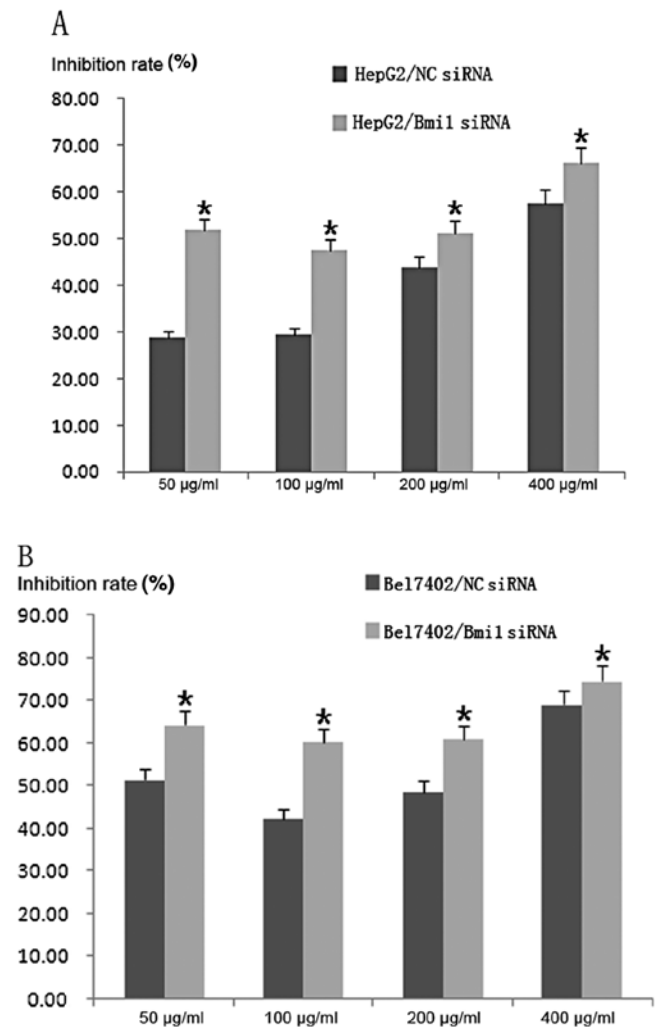 A
Inhibition rate (%)
HepG2/NC siRNA
HepG2/Bmi1 siRNA
80.00
70.00
60.00
50.00
40.00
30.00
20.00
10.00
0.00
* * * *
50 µg/ml 100 µg/ml 200 µg/ml 400 µg/ml
B
Inhibition rate (%)
Bel7402/NC siRNA
Bel7402/Bmi1 siRNA
90.00
80.00
70.00
60.00
50.00
40.00
30.00
20.00
10.00
0.00
* * * *
50 µg/ml 100 µg/ml 200 µg/ml 400 µg/ml